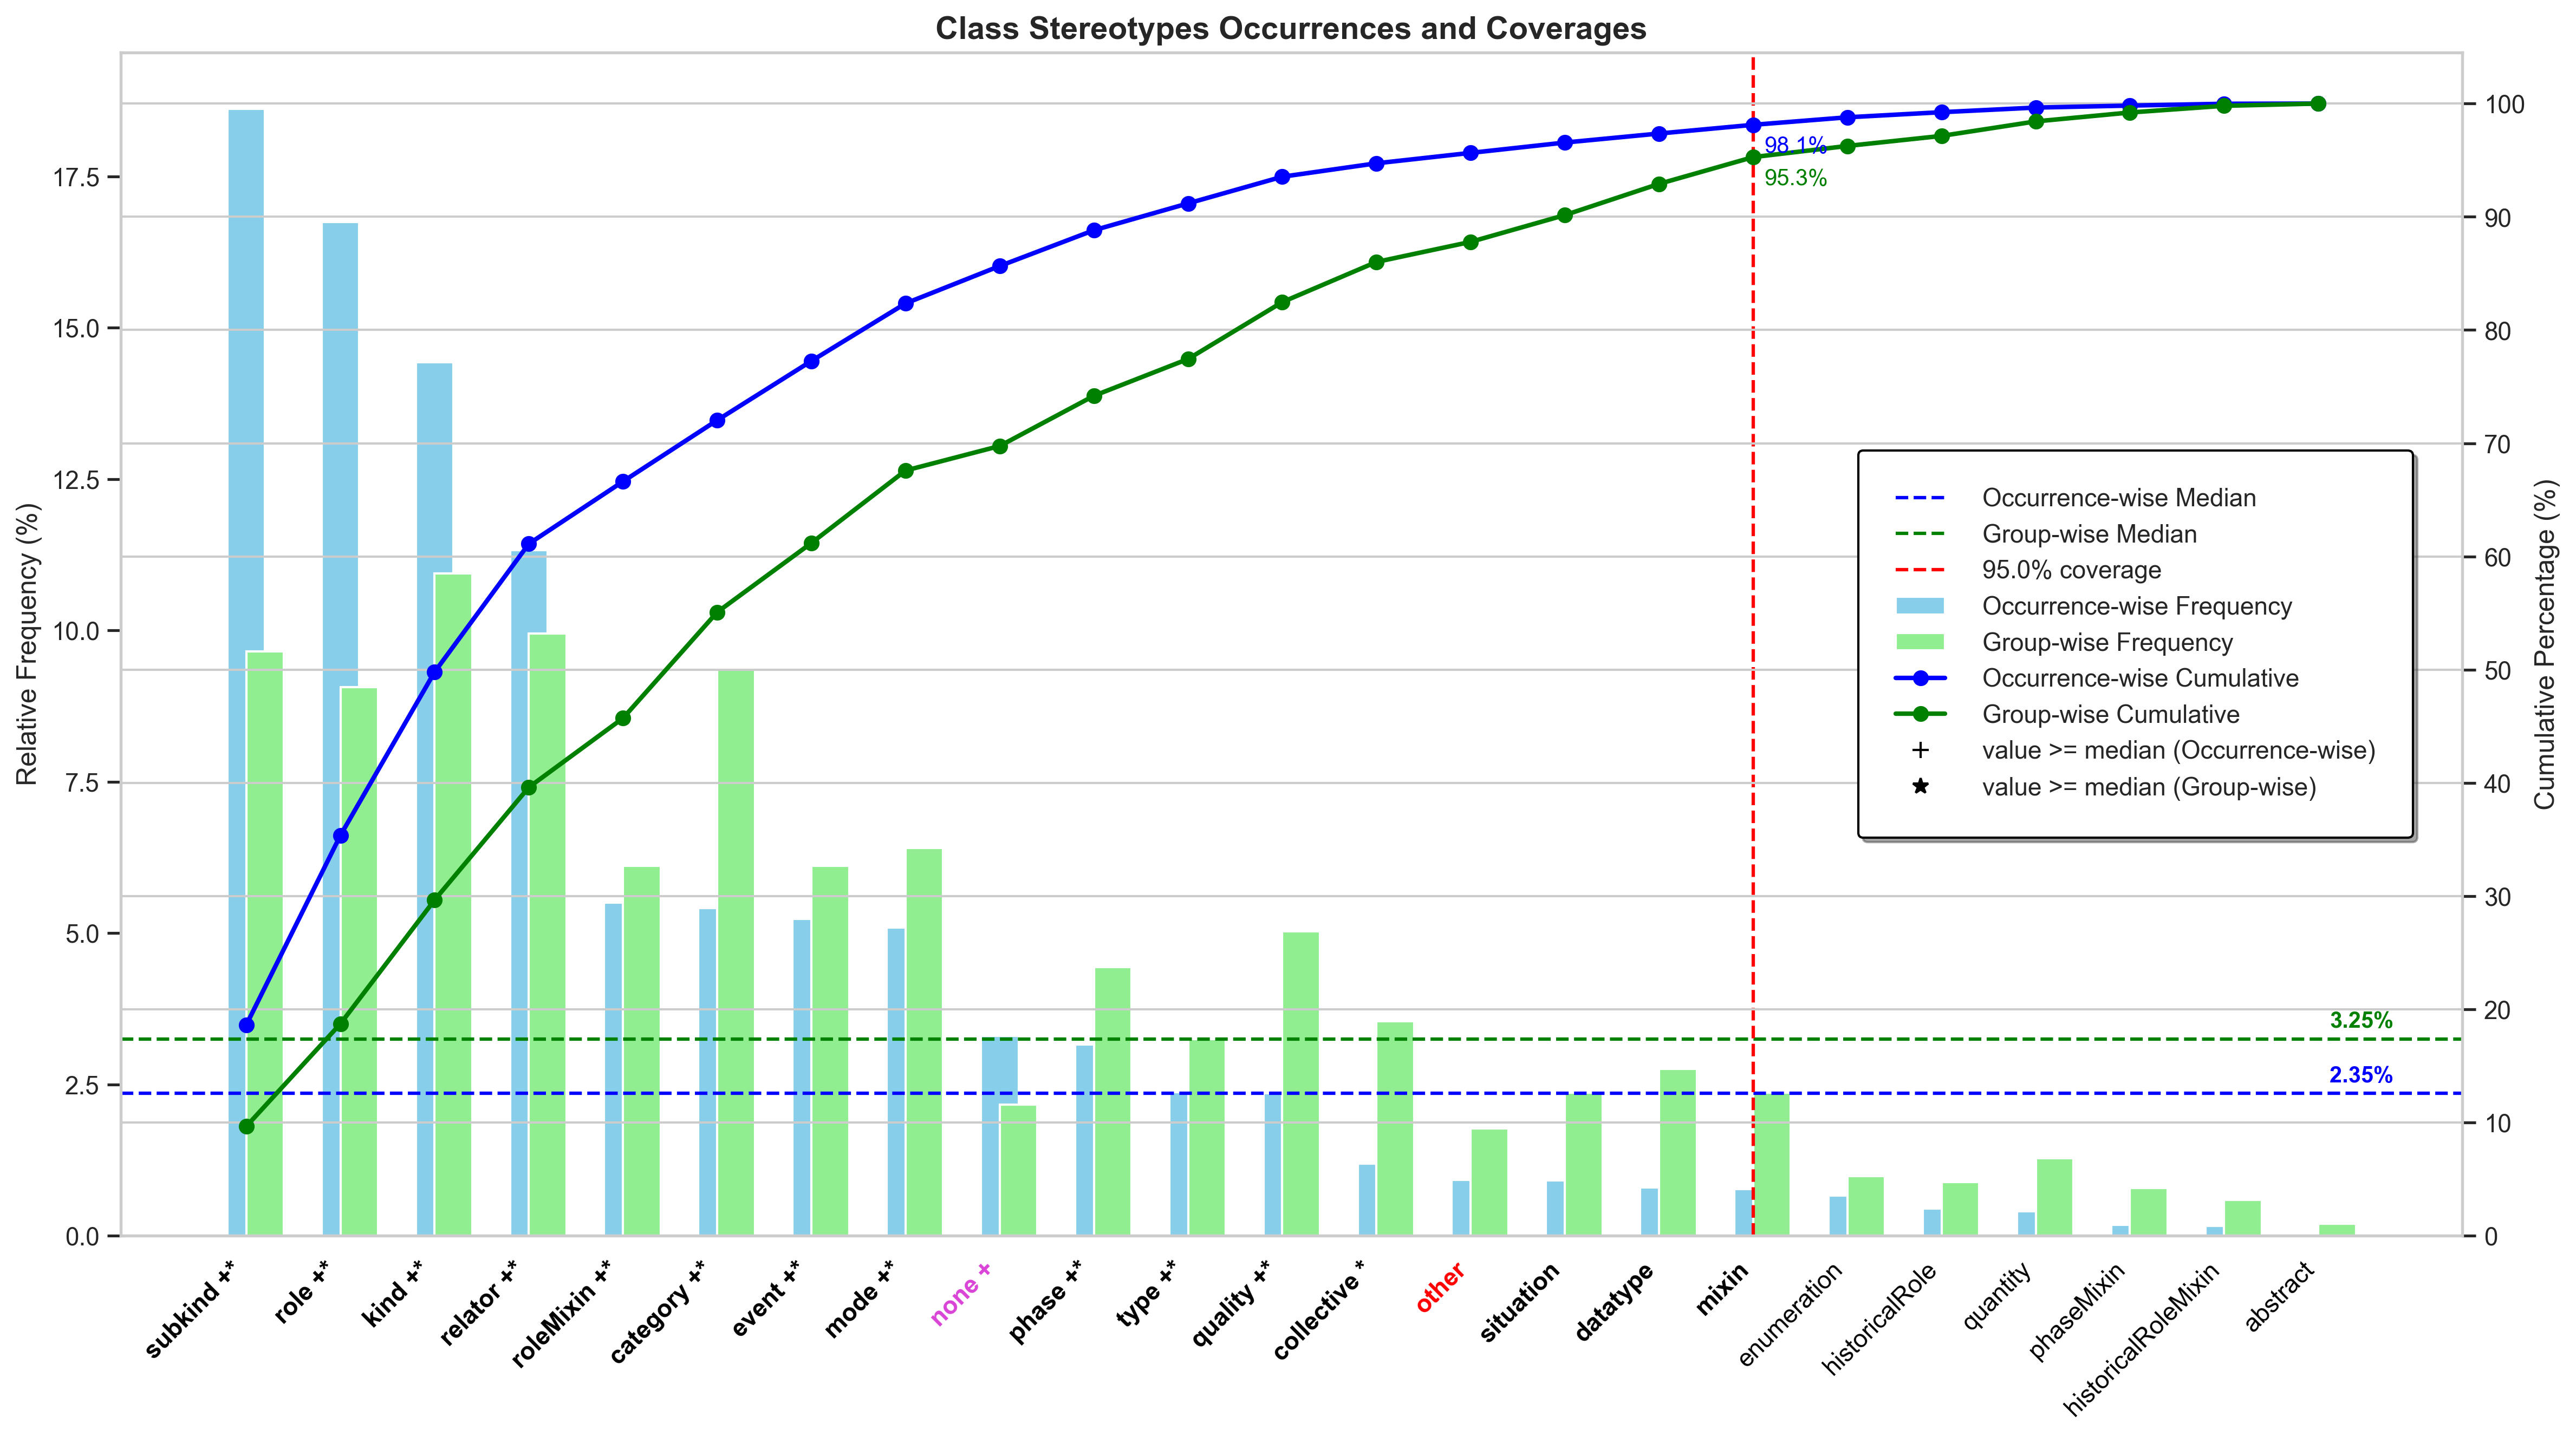 Class Stereotypes Occurrences and Coverages
Relative Frequency (%)
17.5
15.0
12.5
10.0
7.5
5.0
2.5
0.0
100
90
80
70
60
50
40
30
20
10
0
Cumulative Percentage (%)
98.1%
95.3%
Occurrence-wise Median
Group-wise Median
95.0% coverage
Occurrence-wise Frequency
Group-wise Frequency
Occurrence-wise Cumulative
Group-wise Cumulative
value >= median (Occurrence-wise)
value >= median (Group-wise)
3.25%
2.35%
subkind +*
role +*
kind +*
relator +*
roleMixin +*
category +*
event +*
mode +*
none +
phase +*
type +*
quality +*
collective *
other
situation
datatype
mixin
enumeration
historicalRole
quantity
phaseMixin
historicalRoleMixin
abstract